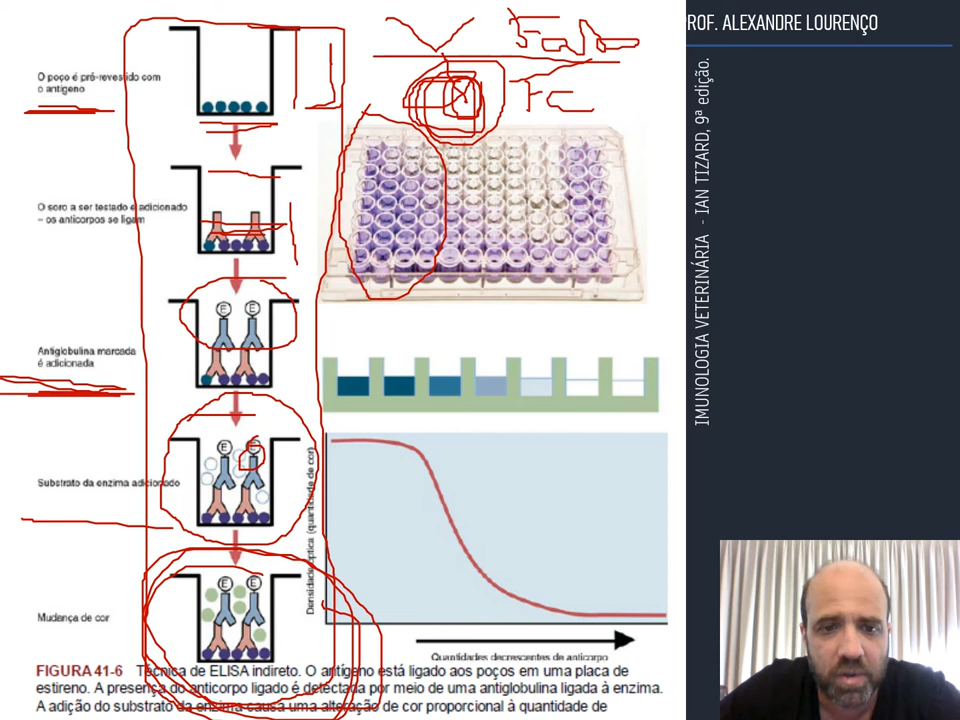 PROF. ALEXANDRE LOURENÇO
IMUNOLOGIA VETERINÁRIA - IAN TIZARD, 9ª edição.
O poço é pré-revestido com
o antígeno
O soro a ser testado é adicionado
– os anticorpos se ligam
E E
Antiglobulina marcada
é adicionada
E E
Substrato da enzima adicionado
E E
Mudança de cor
Densidade óptica (quantidade de cor)
Quantidades decrescentes de anticorpo
FIGURA 41-6 Técnica de ELISA indireto. O antígeno está ligado aos poços em uma placa de
estireno. A presença do anticorpo ligado é detectada por meio de uma antiglobulina ligada à enzima.
A adição do substrato da enzima causa uma alteração de cor proporcional à quantidade de